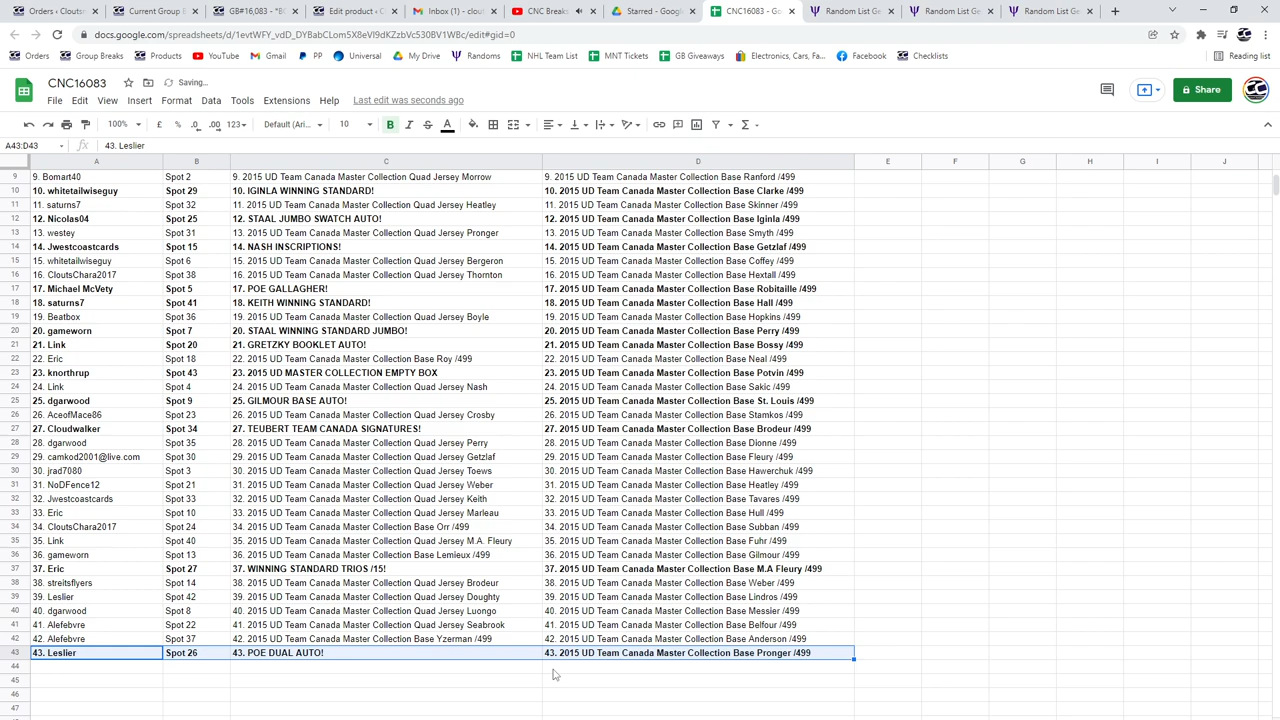 Orders ‹ Clouts
Current Group
GB#16,083 - *B
Edit product ‹ C
Inbox (1) - clout
CNC Breaks
Starred - Google
CNC16083 - Go
Random List Ge
Random List Ge
Random List Ge
docs.google.com/spreadsheets/d/1evtWFY_vdD_DYBabCLom5X8eVl9dKZzbVc530BV1WBc/edit#gid=0
Orders
Group Breaks
Products
YouTube
Gmail
PP
Universal
My Drive
Randoms
NHL Team List
MNT Tickets
GB Giveaways
Electronics, Cars, Fa...
Facebook
Checklists
Reading list
CNC16083
Saving...
File Edit View Insert Format Data Tools Extensions Help Last edit was seconds ago
Share
100% £ % .0 .00 123 Default (Ari... 10 B I S A
A43:D43 fx 43. Leslier
A B C D E F G H I J
9 9. Bomart40 Spot 2 9. 2015 UD Team Canada Master Collection Quad Jersey Morrow 9. 2015 UD Team Canada Master Collection Base Ranford /499
10 10. whitetailwiseguy Spot 29 10. IGINLA WINNING STANDARD! 10. 2015 UD Team Canada Master Collection Base Clarke /499
11 11. saturns7 Spot 32 11. 2015 UD Team Canada Master Collection Quad Jersey Heatley 11. 2015 UD Team Canada Master Collection Base Skinner /499
12 12. Nicolas04 Spot 25 12. STAAL JUMBO SWATCH AUTO! 12. 2015 UD Team Canada Master Collection Base Iginla /499
13 13. westey Spot 31 13. 2015 UD Team Canada Master Collection Quad Jersey Pronger 13. 2015 UD Team Canada Master Collection Base Smyth /499
14 14. Jwestcoastcards Spot 15 14. NASH INSCRIPTIONS! 14. 2015 UD Team Canada Master Collection Base Getzlaf /499
15 15. whitetailwiseguy Spot 6 15. 2015 UD Team Canada Master Collection Quad Jersey Bergeron 15. 2015 UD Team Canada Master Collection Base Coffey /499
16 16. CloutsChara2017 Spot 38 16. 2015 UD Team Canada Master Collection Quad Jersey Thornton 16. 2015 UD Team Canada Master Collection Base Hextall /499
17 17. Michael McVety Spot 5 17. POE GALLAGHER! 17. 2015 UD Team Canada Master Collection Base Robitaille /499
18 18. saturns7 Spot 41 18. KEITH WINNING STANDARD! 18. 2015 UD Team Canada Master Collection Base Hall /499
19 19. Beatbox Spot 36 19. 2015 UD Team Canada Master Collection Quad Jersey Boyle 19. 2015 UD Team Canada Master Collection Base Hopkins /499
20 20. gameworn Spot 7 20. STAAL WINNING STANDARD JUMBO! 20. 2015 UD Team Canada Master Collection Base Perry /499
21 21. Link Spot 20 21. GRETZKY BOOKLET AUTO! 21. 2015 UD Team Canada Master Collection Base Bossy /499
22 22. Eric Spot 18 22. 2015 UD Team Canada Master Collection Base Roy /499 22. 2015 UD Team Canada Master Collection Base Neal /499
23 23. knorthrup Spot 43 23. 2015 UD MASTER COLLECTION EMPTY BOX 23. 2015 UD Team Canada Master Collection Base Potvin /499
24 24. Link Spot 4 24. 2015 UD Team Canada Master Collection Quad Jersey Nash 24. 2015 UD Team Canada Master Collection Base Sakic /499
25 25. dgarwood Spot 9 25. GILMOUR BASE AUTO! 25. 2015 UD Team Canada Master Collection Base St. Louis /499
26 26. AceofMace86 Spot 23 26. 2015 UD Team Canada Master Collection Quad Jersey Crosby 26. 2015 UD Team Canada Master Collection Base Stamkos /499
27 27. Cloudwalker Spot 34 27. TEUBERT TEAM CANADA SIGNATURES! 27. 2015 UD Team Canada Master Collection Base Brodeur /499
28 28. dgarwood Spot 35 28. 2015 UD Team Canada Master Collection Quad Jersey Perry 28. 2015 UD Team Canada Master Collection Base Dionne /499
29 29. camkod2001@live.com Spot 30 29. 2015 UD Team Canada Master Collection Quad Jersey Getzlaf 29. 2015 UD Team Canada Master Collection Base Fleury /499
30 30. jrad7080 Spot 3 30. 2015 UD Team Canada Master Collection Quad Jersey Toews 30. 2015 UD Team Canada Master Collection Base Hawerchuk /499
31 31. NoDFence12 Spot 21 31. 2015 UD Team Canada Master Collection Quad Jersey Weber 31. 2015 UD Team Canada Master Collection Base Heatley /499
32 32. Jwestcoastcards Spot 33 32. 2015 UD Team Canada Master Collection Quad Jersey Keith 32. 2015 UD Team Canada Master Collection Base Tavares /499
33 33. Eric Spot 10 33. 2015 UD Team Canada Master Collection Quad Jersey Marleau 33. 2015 UD Team Canada Master Collection Base Hull /499
34 34. CloutsChara2017 Spot 24 34. 2015 UD Team Canada Master Collection Base Orr /499 34. 2015 UD Team Canada Master Collection Base Subban /499
35 35. Link Spot 40 35. 2015 UD Team Canada Master Collection Quad Jersey M.A. Fleury 35. 2015 UD Team Canada Master Collection Base Fuhr /499
36 36. gameworn Spot 13 36. 2015 UD Team Canada Master Collection Base Lemieux /499 36. 2015 UD Team Canada Master Collection Base Gilmour /499
37 37. Eric Spot 27 37. WINNING STANDARD TRIOS /15! 37. 2015 UD Team Canada Master Collection Base M.A Fleury /499
38 38. streitsflyers Spot 14 38. 2015 UD Team Canada Master Collection Quad Jersey Brodeur 38. 2015 UD Team Canada Master Collection Base Weber /499
39 39. Leslier Spot 42 39. 2015 UD Team Canada Master Collection Quad Jersey Doughty 39. 2015 UD Team Canada Master Collection Base Lindros /499
40 40. dgarwood Spot 8 40. 2015 UD Team Canada Master Collection Quad Jersey Luongo 40. 2015 UD Team Canada Master Collection Base Messier /499
41 41. Alefebvre Spot 22 41. 2015 UD Team Canada Master Collection Quad Jersey Seabrook 41. 2015 UD Team Canada Master Collection Base Belfour /499
42 42. Alefebvre Spot 37 42. 2015 UD Team Canada Master Collection Base Yzerman /499 42. 2015 UD Team Canada Master Collection Base Anderson /499
43 43. Leslier Spot 26 43. POE DUAL AUTO! 43. 2015 UD Team Canada Master Collection Base Pronger /499
44
45
46
47